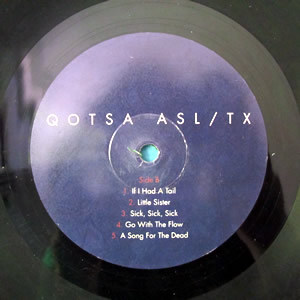 QOTSA ASL/TX
Side B
1. If I Had A Tail
2. Little Sister
3. Sick, Sick, Sick
4. Go With The Flow
5. A Song For The Dead